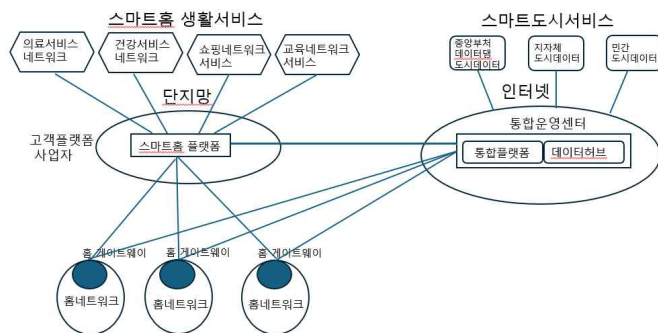 스마트홈 생활서비스
의료서비스
네트워크
건강서비스
네트워크
쇼핑네트워크
서비스
교육네트워크
서비스
단지망
고객플랫폼
사업자
스마트홈 플랫폼
스마트도시서비스
중앙부처
데이터댐
도시데이터
지자체
도시데이터
민간
도시데이터
인터넷
통합운영센터
통합플랫폼
데이터허브
홈 게이트웨이
홈 게이트웨이
홈 게이트웨이
홈네트워크
홈네트워크
홈네트워크